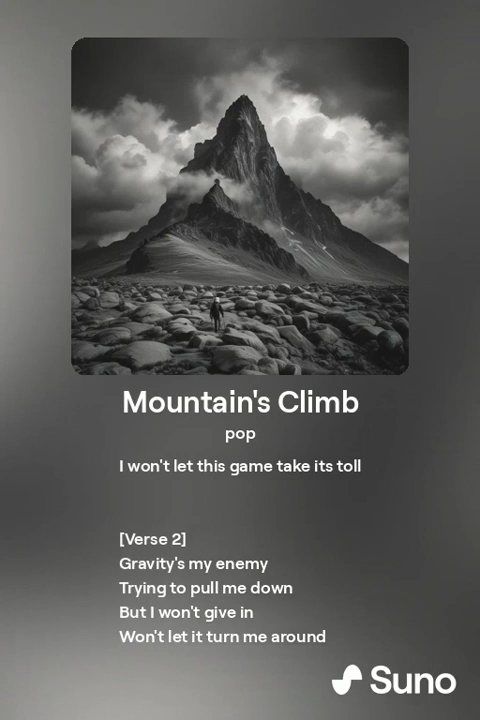 Mountain's Climb
pop
I won't let this game take its toll
[Verse 2]
Gravity's my enemy
Trying to pull me down
But I won't give in
Won't let it turn me around
Suno